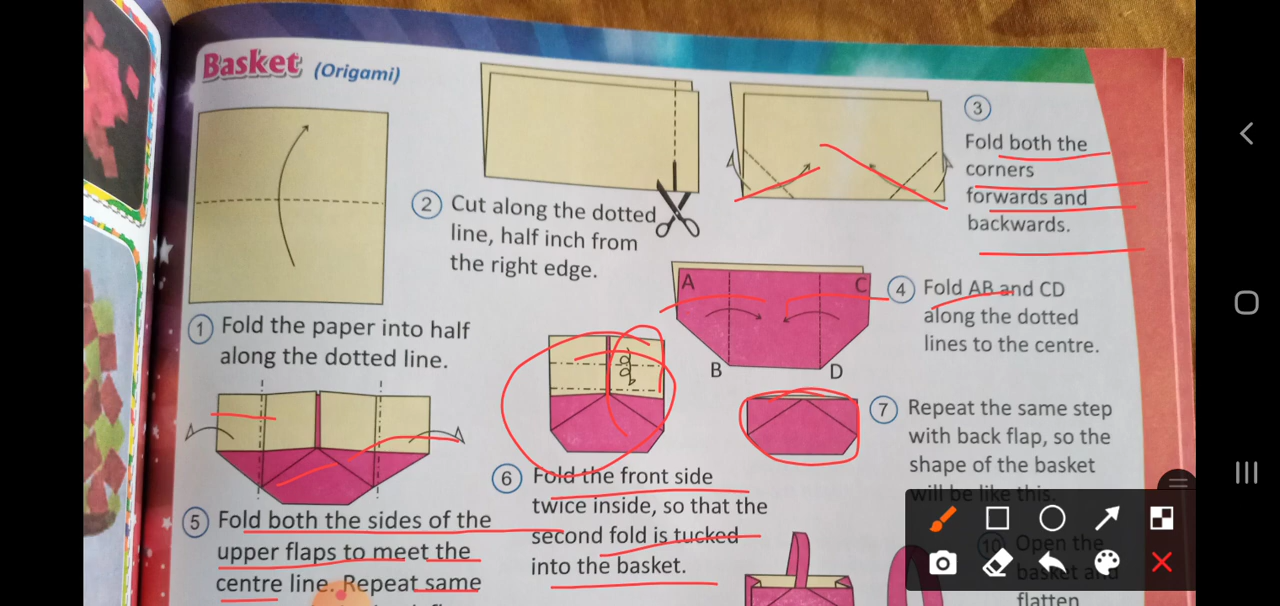 Basket (Origami)
1 Fold the paper into half
along the dotted line.
2 Cut along the dotted
line, half inch from
the right edge.
3
Fold both the
corners
forwards and
backwards.
A
C
B
D
4 Fold AB and CD
along the dotted
lines to the centre.
5 Fold both the sides of the
upper flaps to meet the
centre line. Repeat same
6 Fold the front side
twice inside, so that the
second fold is tucked
into the basket.
7 Repeat the same step
with back flap, so the
shape of the basket
will be like this.
10 Open the
basket and
flatten